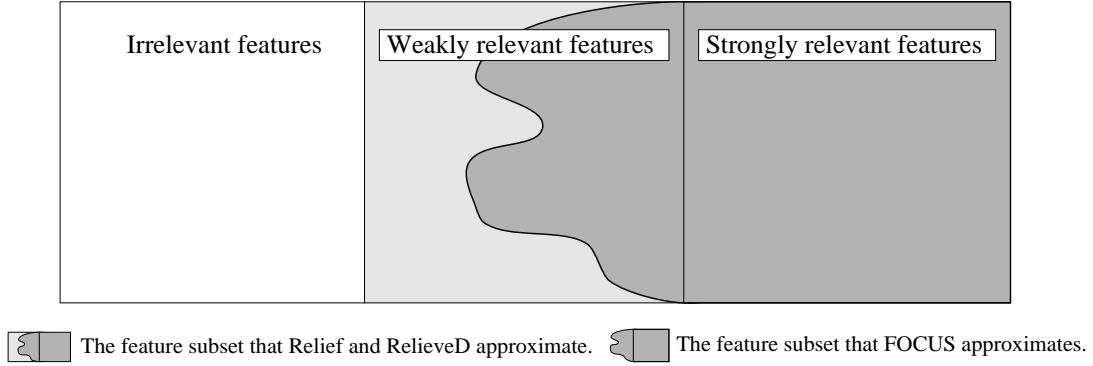 Irrelevant features
Weakly relevant features
Strongly relevant features
The feature subset that Relief and RelieveD approximate.
The feature subset that FOCUS approximates.